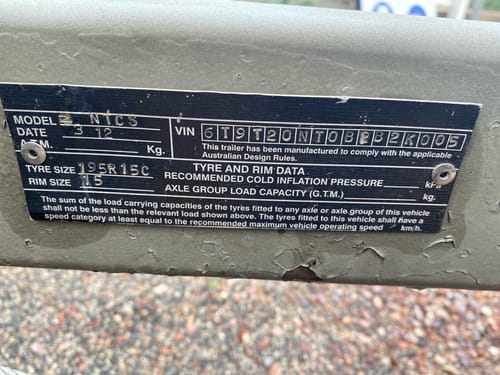 MODEL NTCS
DATE 3 12
A.T.M. Kg.
VIN 6T9T20NT0B2B2K005
This trailer has been manufactured to comply with the applicable
Australian Design Rules.
TYRE SIZE 195R15C
RIM SIZE 15
TYRE AND RIM DATA
RECOMMENDED COLD INFLATION PRESSURE
AXLE GROUP LOAD CAPACITY (G.T.M.) kg.
The sum of the load carrying capacities of the tyres fitted to any axle or axle group of this vehicle
shall not be less than the relevant load shown above. The tyres fitted to this vehicle shall have a
speed category at least equal to the recommended maximum vehicle operating speed km/h.